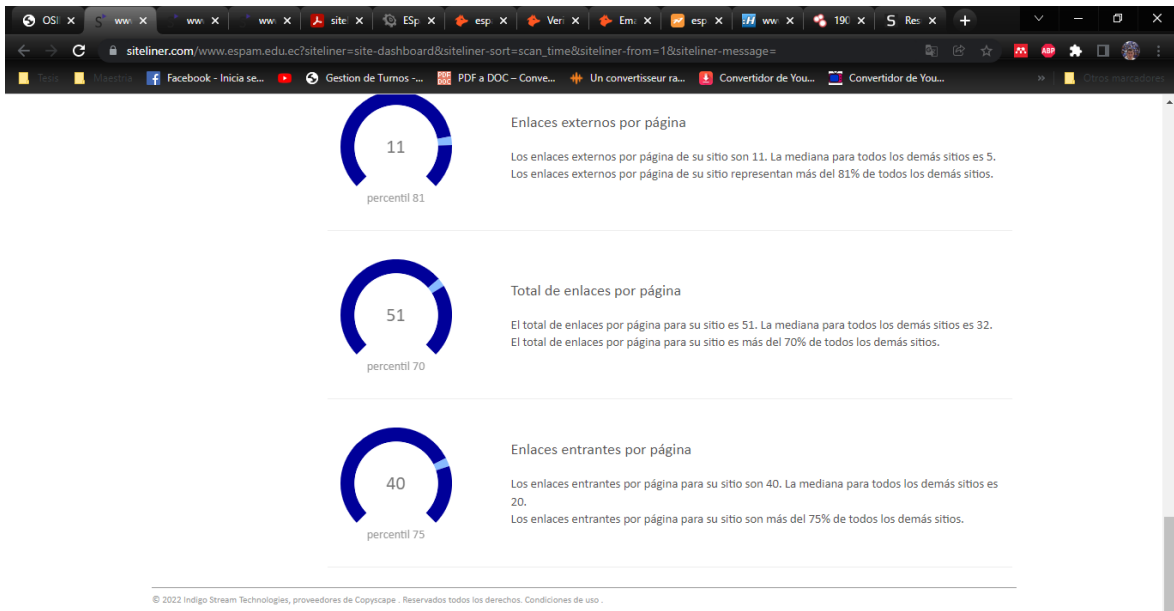 OSI
S
ww
ww
ww
site
ESp
esp
Veri
Em
esp
ww
190
S
Res
siteliner.com/www.espam.edu.ec?siteliner=site-dashboard&siteliner-sort=scan_time&siteliner-from=1&siteliner-message=
ABP
Tesis
Maestria
Facebook - Inicia se...
Gestion de Turnos -...
PDF a DOC – Conve...
Un convertisseur ra...
Convertidor de You...
Convertidor de You...
»
Otros marcadores
11
percentil 81
Enlaces externos por página
Los enlaces externos por página de su sitio son 11. La mediana para todos los demás sitios es 5.
Los enlaces externos por página de su sitio representan más del 81% de todos los demás sitios.
51
percentil 70
Total de enlaces por página
El total de enlaces por página para su sitio es 51. La mediana para todos los demás sitios es 32.
El total de enlaces por página para su sitio es más del 70% de todos los demás sitios.
40
percentil 75
Enlaces entrantes por página
Los enlaces entrantes por página para su sitio son 40. La mediana para todos los demás sitios es
20.
Los enlaces entrantes por página para su sitio son más del 75% de todos los demás sitios.
© 2022 Indigo Stream Technologies, proveedores de Copyscape . Reservados todos los derechos. Condiciones de uso .